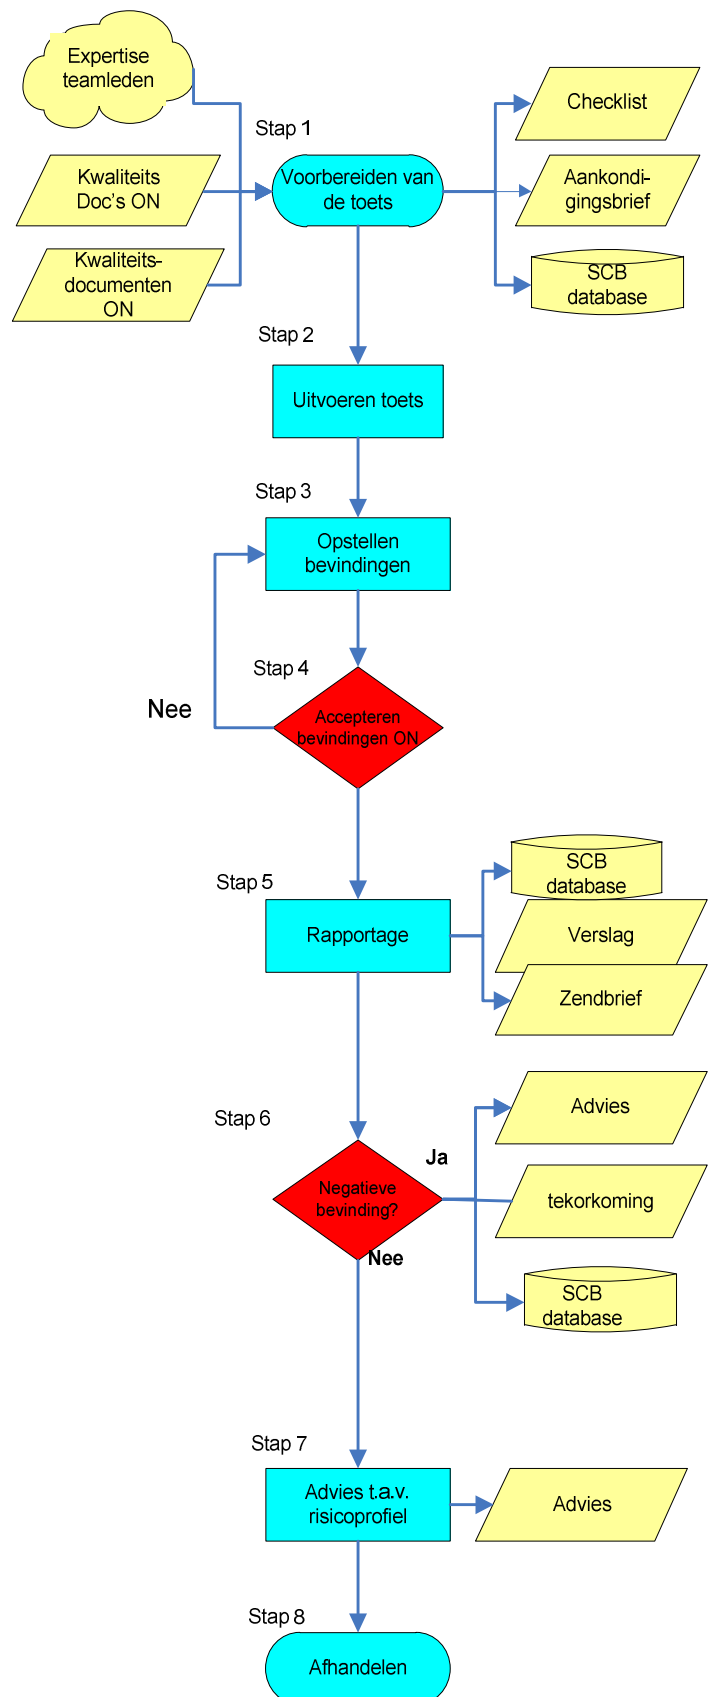 Expertise
teamleden
Stap 1
Checklist
Kwaliteits
Doc's ON
Voorbereiden van
de toets
Aankondi-
gingsbrief
Kwaliteits-
documenten
ON
SCB
database
Stap 2
Uitvoeren toets
Stap 3
Opstellen
bevindingen
Stap 4
Nee
Accepteren
bevindingen ON
Stap 5
SCB
database
Rapportage
Verslag
Zendbrief
Stap 6
Advies
Ja
Negatieve
bevinding?
tekorkoming
Nee
SCB
database
Stap 7
Advies t.a.v.
risicoprofiel
Advies
Stap 8
Afhandelen